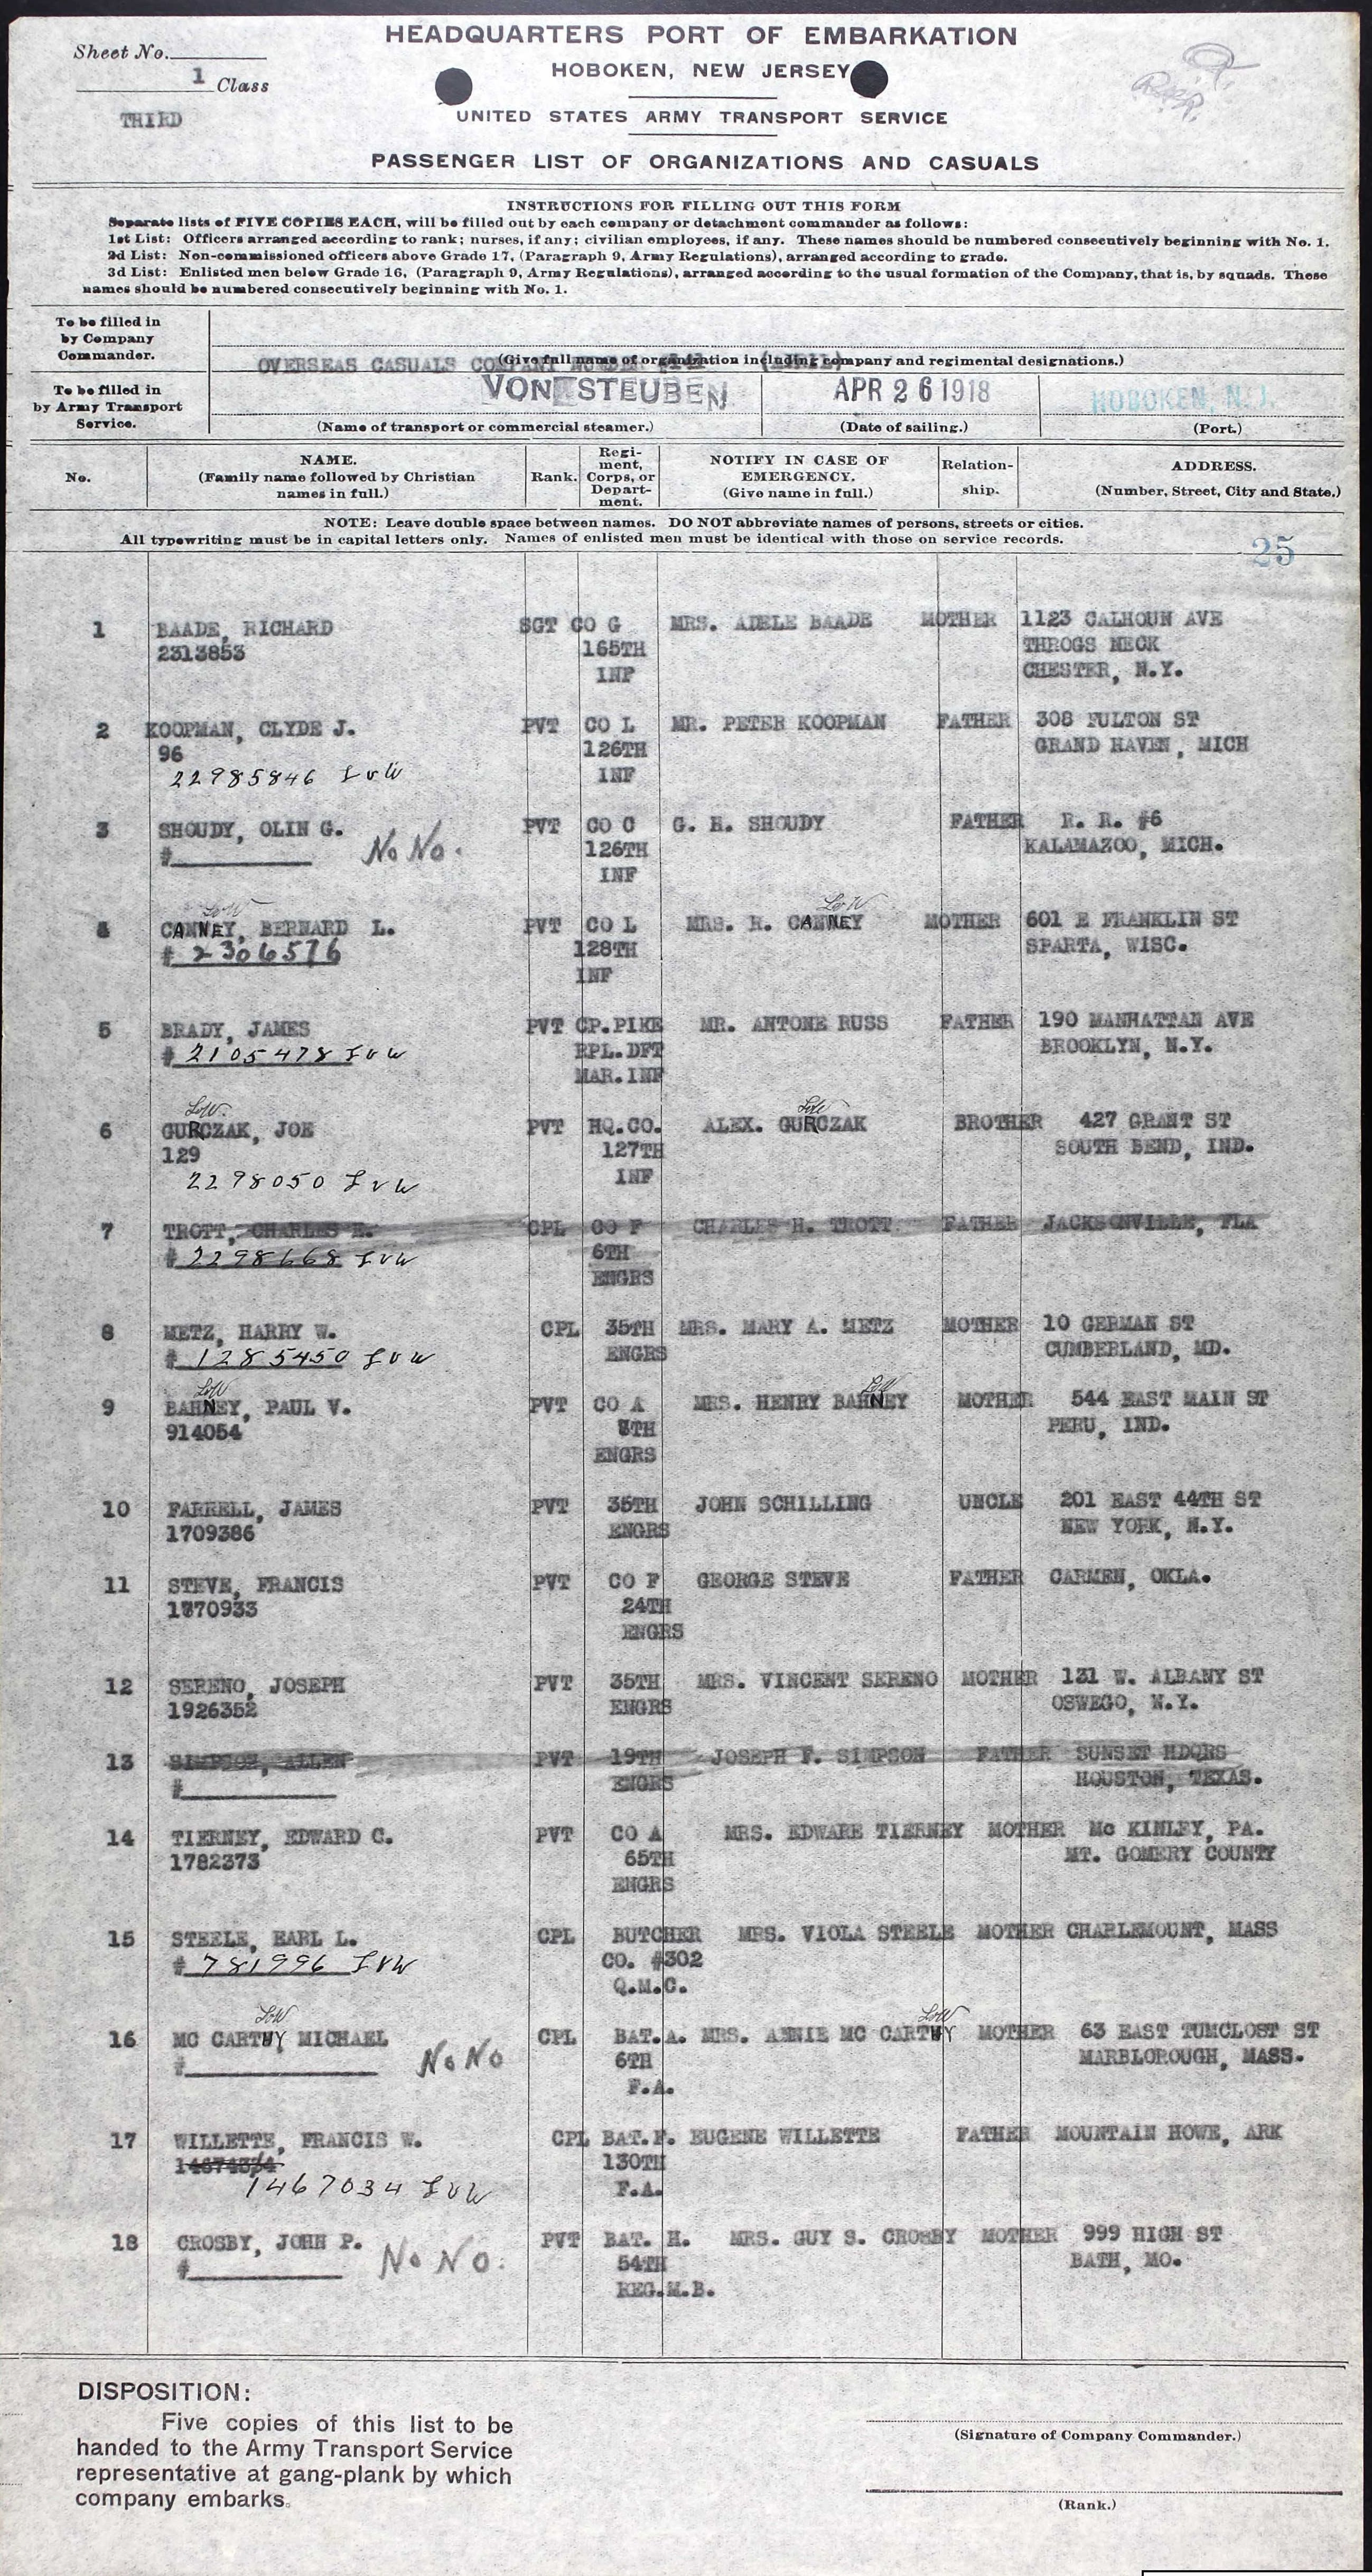 Sheet No.
1 Class
THIRD
HEADQUARTERS PORT OF EMBARKATION
HOBOKEN, NEW JERSEY
UNITED STATES ARMY TRANSPORT SERVICE
PASSENGER LIST OF ORGANIZATIONS AND CASUALS
INSTRUCTIONS FOR FILLING OUT THIS FORM
Separate lists of FIVE COPIES EACH, will be filled out by each company or detachment commander as follows:
1st List: Officers arranged according to rank; nurses, if any; civilian employees, if any. These names should be numbered consecutively beginning with No. 1.
2d List: Non-commissioned officers above Grade 17, (Paragraph 9, Army Regulations), arranged according to grade.
3d List: Enlisted men below Grade 16, (Paragraph 9, Army Regulations), arranged according to the usual formation of the Company, that is, by squads. These
names should be numbered consecutively beginning with No. 1.
To be filled in
by Company
Commander.
OVERSEAS CASUALS COMPANY NUMBER (APRIL)
(Give full name of organization including company and regimental designations.)
To be filled in
by Army Transport
Service.
VON STEUBEN APR 26 1918 HOBOKEN, N.J.
(Name of transport or commercial steamer.) (Date of sailing.) (Port.)
No. NAME. (Family name followed by Christian names in full.) Rank. Regiment, Corps, or Department. NOTIFY IN CASE OF EMERGENCY. (Give name in full.) Relationship. ADDRESS. (Number, Street, City and State.)
NOTE: Leave double space between names. DO NOT abbreviate names of persons, streets or cities.
All typewriting must be in capital letters only. Names of enlisted men must be identical with those on service records.
25
1 BAADE, RICHARD SGT CO G MRS. ADELE BAADE MOTHER 1123 CALHOUN AVE
2313853 165TH THROGS NECK
INF CHESTER, N.Y.
2 KOOPMAN, CLYDE J. PVT CO L MR. PETER KOOPMAN FATHER 308 FULTON ST
96 126TH GRAND HAVEN, MICH
22985846 LVW INF
3 SHOUDY, OLIN G. PVT CO C G. H. SHOUDY FATHER R. R. #6
# No No. 126TH KALAMAZOO, MICH.
INF
LVW LVW
4 CANNEY, BERNARD L. PVT CO L MRS. H. CANNEY MOTHER 601 E FRANKLIN ST
# 2306576 128TH SPARTA, WISC.
INF
5 BRADY, JAMES PVT CP.PIKE MR. ANTONE RUSS FATHER 190 MANHATTAN AVE
# 2105478 LVW RPL.DFT BROOKLYN, N.Y.
MAR.INF
LVW LVW
6 GURCZAK, JOE PVT HQ.CO. ALEX. GURCZAK BROTHER 427 GRANT ST
129 127TH SOUTH BEND, IND.
2298050 LVW INF
7 TROTT, CHARLES E. CPL CO F CHARLES H. TROTT FATHER JACKSONVILLE, FLA
# 2298668 LVW 6TH
ENGRS
8 METZ, HARRY W. CPL 35TH MRS. MARY A. METZ MOTHER 10 GERMAN ST
# 1285450 LVW ENGRS CUMBERLAND, MD.
LVW LVW
9 BAHNEY, PAUL V. PVT CO A MRS. HENRY BAHNEY MOTHER 544 EAST MAIN ST
914054 TH PERU, IND.
ENGRS
10 FARRELL, JAMES PVT 35TH JOHN SCHILLING UNCLE 201 EAST 44TH ST
1709386 ENGRS NEW YORK, N.Y.
11 STEVE, FRANCIS PVT CO F GEORGE STEVE FATHER CARMEN, OKLA.
1870933 24TH
ENGRS
12 SERENO, JOSEPH PVT 35TH MRS. VINCENT SERENO MOTHER 131 W. ALBANY ST
1926352 ENGRS OSWEGO, N.Y.
13 SIMPSON, ALLEN PVT 19TH JOSEPH F. SIMPSON FATHER SUNSET HDQRS
# ENGRS HOUSTON, TEXAS.
14 TIERNEY, EDWARD C. PVT CO A MRS. EDWARE TIERNEY MOTHER Mc KINLEY, PA.
1782373 65TH MT. GOMERY COUNTY
ENGRS
15 STEELE, EARL L. CPL BUTCHER MRS. VIOLA STEELE MOTHER CHARLEMOUNT, MASS
# 781996 LVW CO. #302
Q.M.C.
LVW LVW
16 MC CARTHY MICHAEL CPL BAT.A. MRS. ANNIE MC CARTHY MOTHER 63 EAST TUMCLOST ST
# No No 6TH MARBLOROUGH, MASS.
F.A.
17 WILLETTE, FRANCIS W. CPL BAT.F. EUGENE WILLETTE FATHER MOUNTAIN HOWE, ARK
14674334 130TH
1467034 LVW F.A.
18 CROSBY, JOHN P. PVT BAT. H. MRS. GUY S. CROSBY MOTHER 999 HIGH ST
# No No. 54TH BATH, MO.
REG.M.B.
DISPOSITION:
Five copies of this list to be
handed to the Army Transport Service
representative at gang-plank by which
company embarks.
(Signature of Company Commander.)
(Rank.)